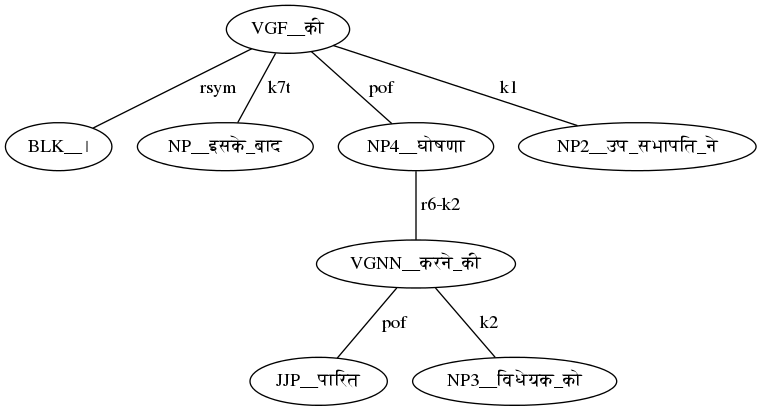 VGF__की
rsym k7t pof k1
BLK__। NP__इसके_बाद NP4__घोषणा NP2__उप_सभापति_ने
r6-k2
VGNN__करने_की
pof k2
JJP__पारित NP3__विधेयक_को